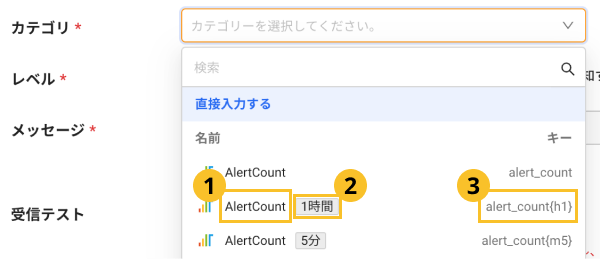 カテゴリ *
カテゴリーを選択してください。
検索
レベル *
知す
直接入力する
メッセージ *
名前 キー
AlertCount alert_count
1 2 3
AlertCount 1時間 alert_count{h1}
受信テスト
AlertCount 5分 alert_count{m5}